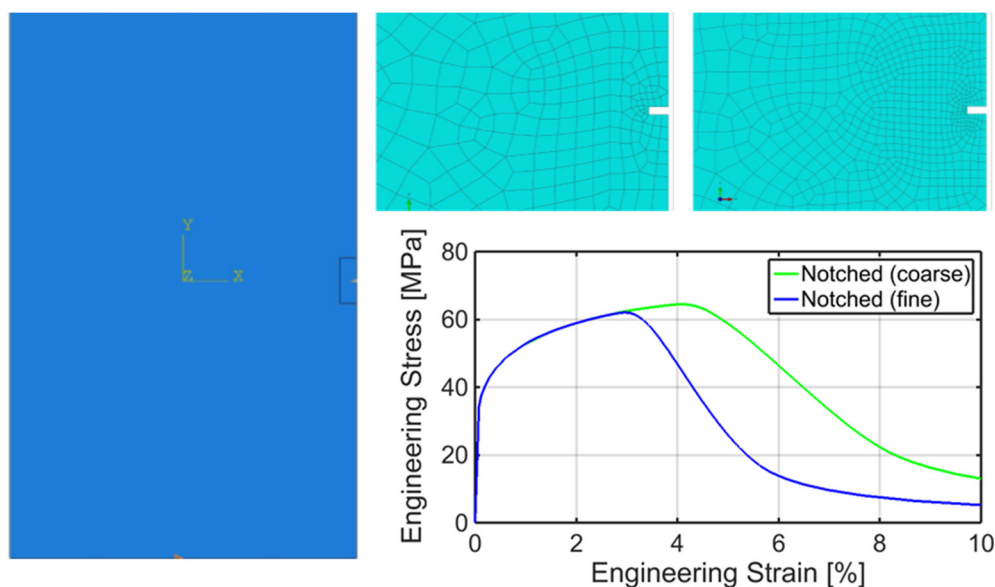 Y
Z
X
80
60
40
20
0
Engineering Stress [MPa]
Notched (coarse)
Notched (fine)
0 2 4 6 8 10
Engineering Strain [%]